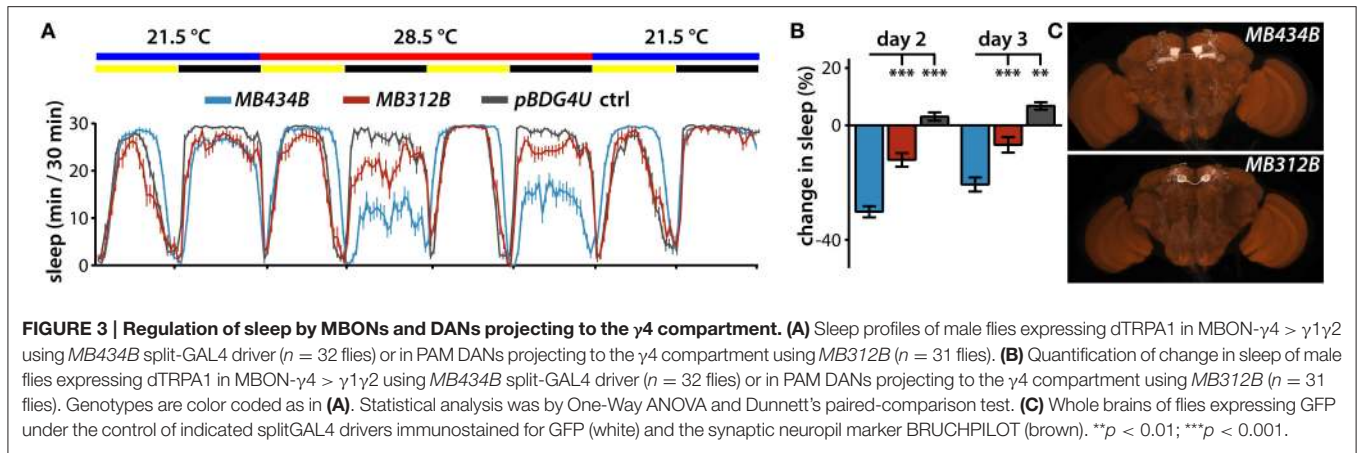 A
21.5 °C 28.5 °C 21.5 °C
MB434B MB312B pBDG4U ctrl
sleep (min / 30 min)
30
20
10
0
B
day 2 day 3
*** *** *** **
change in sleep (%)
20
0
-40
C
MB434B
MB312B
FIGURE 3 | Regulation of sleep by MBONs and DANs projecting to the γ4 compartment. (A) Sleep profiles of male flies expressing dTRPA1 in MBON-γ4 > γ1γ2
using MB434B split-GAL4 driver (n = 32 flies) or in PAM DANs projecting to the γ4 compartment using MB312B (n = 31 flies). (B) Quantification of change in sleep of male
flies expressing dTRPA1 in MBON-γ4 > γ1γ2 using MB434B split-GAL4 driver (n = 32 flies) or in PAM DANs projecting to the γ4 compartment using MB312B (n = 31
flies). Genotypes are color coded as in (A). Statistical analysis was by One-Way ANOVA and Dunnett's paired-comparison test. (C) Whole brains of flies expressing GFP
under the control of indicated splitGAL4 drivers immunostained for GFP (white) and the synaptic neuropil marker BRUCHPILOT (brown). **p < 0.01; ***p < 0.001.